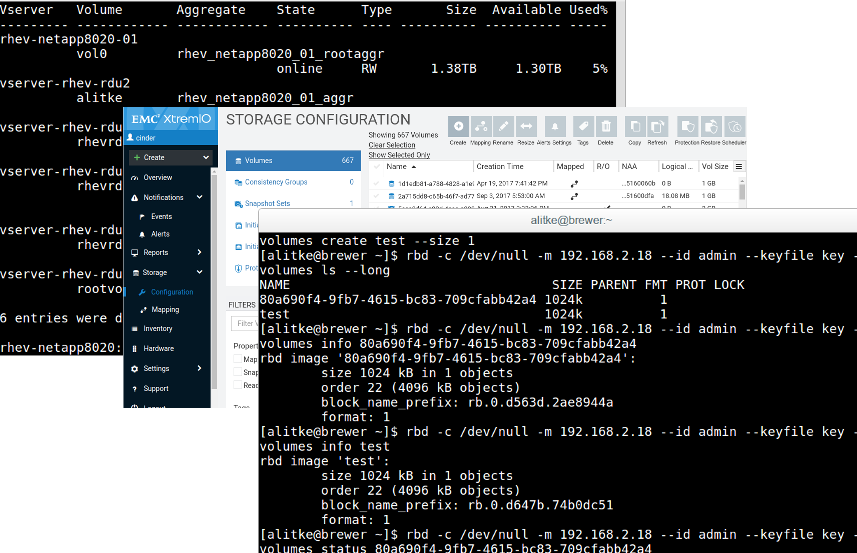 Vserver Volume Aggregate State Type Size Available Used%
--------- ------------ ------------ ---------- ---- ---------- ---------- -----
rhev-netapp8020-01
vol0 rhev_netapp8020_01_rootaggr
online RW 1.38TB 1.30TB 5%
vserver-rhev-rdu2
alitke rhev_netapp8020_01_aggr
vserver-rhev-rdu
rhevrd
vserver-rhev-rdu
rhevrd
vserver-rhev-rdu
rhevrd
vserver-rhev-rdu
rootvo
6 entries were d
rhev-netapp8020:
EMC² XtremIO
cinder
+ Create
Overview
Notifications
Events
Alerts
Reports
Storage
Configuration
Mapping
Inventory
Hardware
Settings
Support
Logout
STORAGE CONFIGURATION
Volumes 667
Consistency Groups 0
Snapshot Sets 1
Initi
Initi
Prot
FILTERS
Filter V
Propert
Map
Snap
Read
Tags
Showing 667 Volumes
Clear Selection
Show Selected Only
Create Mapping Rename Resize Alerts Settings Tags Delete Copy Refresh Protection Restore Scheduler
Name Creation Time Mapped R/O NAA Logical ... Vol Size
1d1edb81-a788-4828-a1e1 Apr 19, 2017 7:41:42 PM ...5160060b 0 B 1 GB
2a715dd8-c65b-46f7-ad77 Sep 3, 2017 5:53:00 AM ...51600dfa 18.08 MB 1 GB
alitke@brewer:~
volumes create test --size 1
[alitke@brewer ~]$ rbd -c /dev/null -m 192.168.2.18 --id admin --keyfile key -
volumes ls --long
NAME SIZE PARENT FMT PROT LOCK
80a690f4-9fb7-4615-bc83-709cfabb42a4 1024k 1
test 1024k 1
[alitke@brewer ~]$ rbd -c /dev/null -m 192.168.2.18 --id admin --keyfile key -
volumes info 80a690f4-9fb7-4615-bc83-709cfabb42a4
rbd image '80a690f4-9fb7-4615-bc83-709cfabb42a4':
size 1024 kB in 1 objects
order 22 (4096 kB objects)
block_name_prefix: rb.0.d563d.2ae8944a
format: 1
[alitke@brewer ~]$ rbd -c /dev/null -m 192.168.2.18 --id admin --keyfile key -
volumes info test
rbd image 'test':
size 1024 kB in 1 objects
order 22 (4096 kB objects)
block_name_prefix: rb.0.d647b.74b0dc51
format: 1
[alitke@brewer ~]$ rbd -c /dev/null -m 192.168.2.18 --id admin --keyfile key -
volumes status 80a690f4-9fb7-4615-bc83-709cfabb42a4